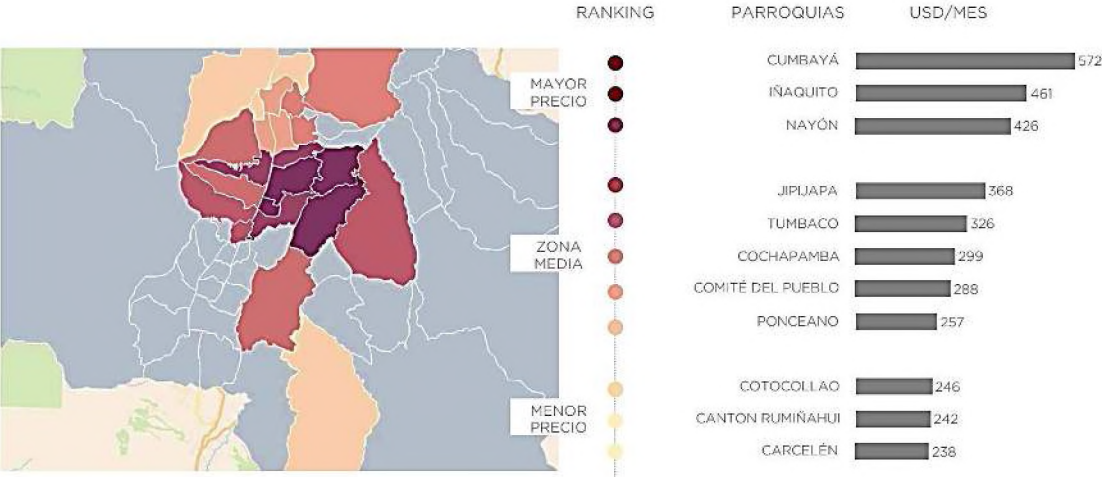 RANKING PARROQUIAS USD/MES
MAYOR
PRECIO
CUMBAYÁ 572
IÑAQUITO 461
NAYÓN 426
ZONA
MEDIA
JIPIJAPA 368
TUMBACO 326
COCHAPAMBA 299
COMITÉ DEL PUEBLO 288
PONCEANO 257
MENOR
PRECIO
COTOCOLLAO 246
CANTON RUMIÑAHUI 242
CARCELÉN 238